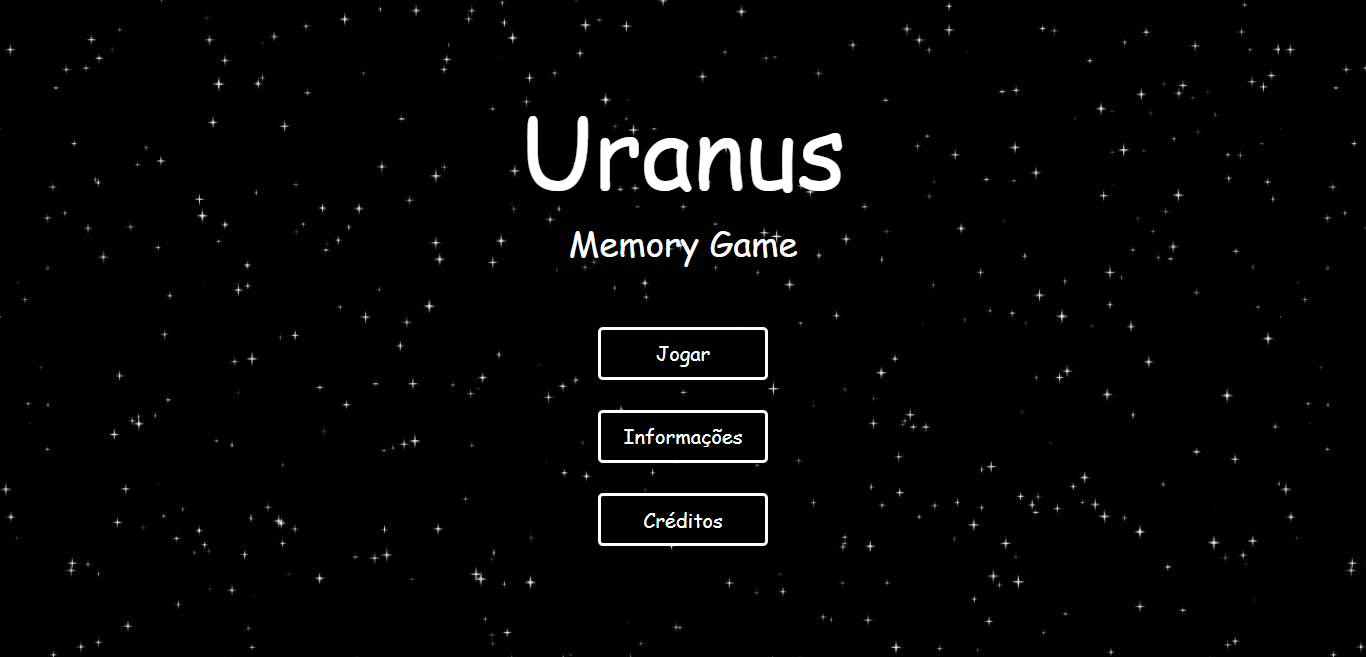 Uranus
Memory Game
Jogar
Informações
Créditos